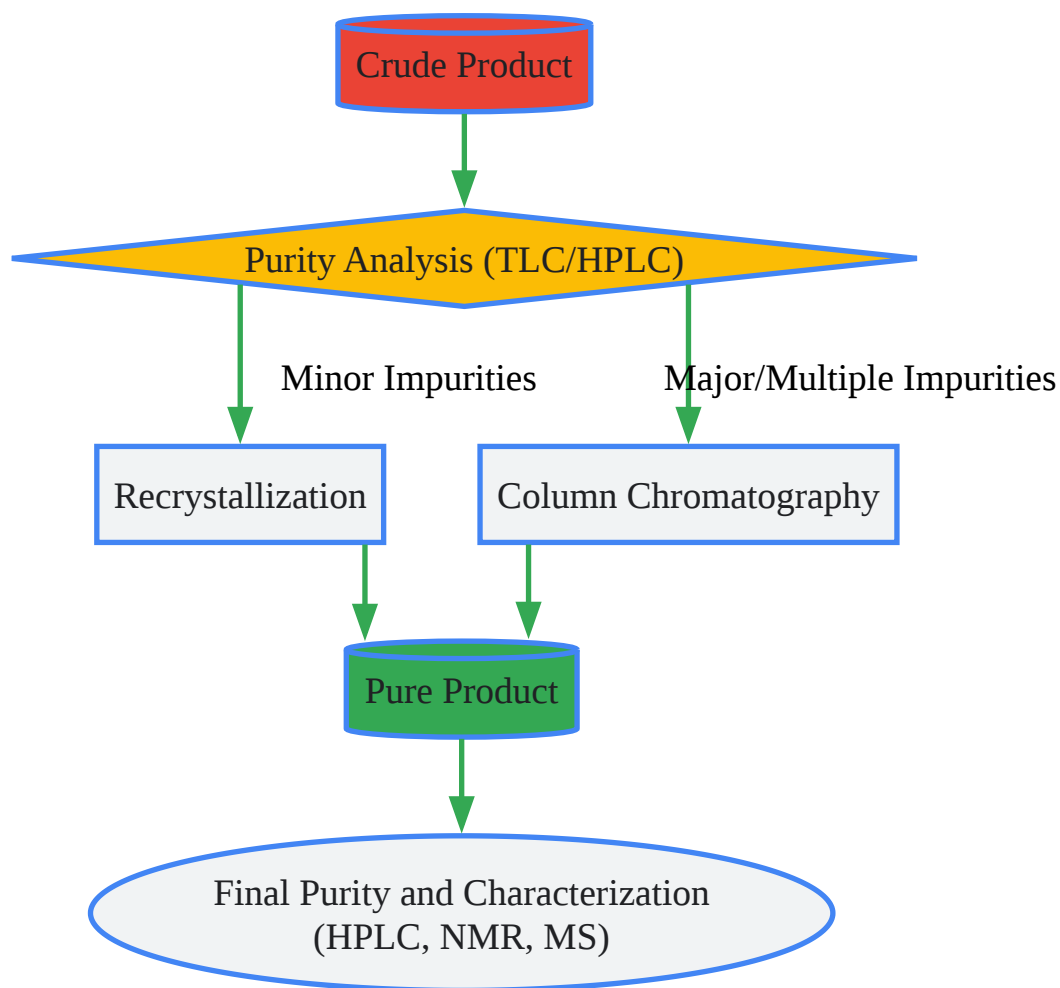 Crude Product
Purity Analysis (TLC/HPLC)
Minor Impurities
Major/Multiple Impurities
Recrystallization
Column Chromatography
Pure Product
Final Purity and Characterization
(HPLC, NMR, MS)